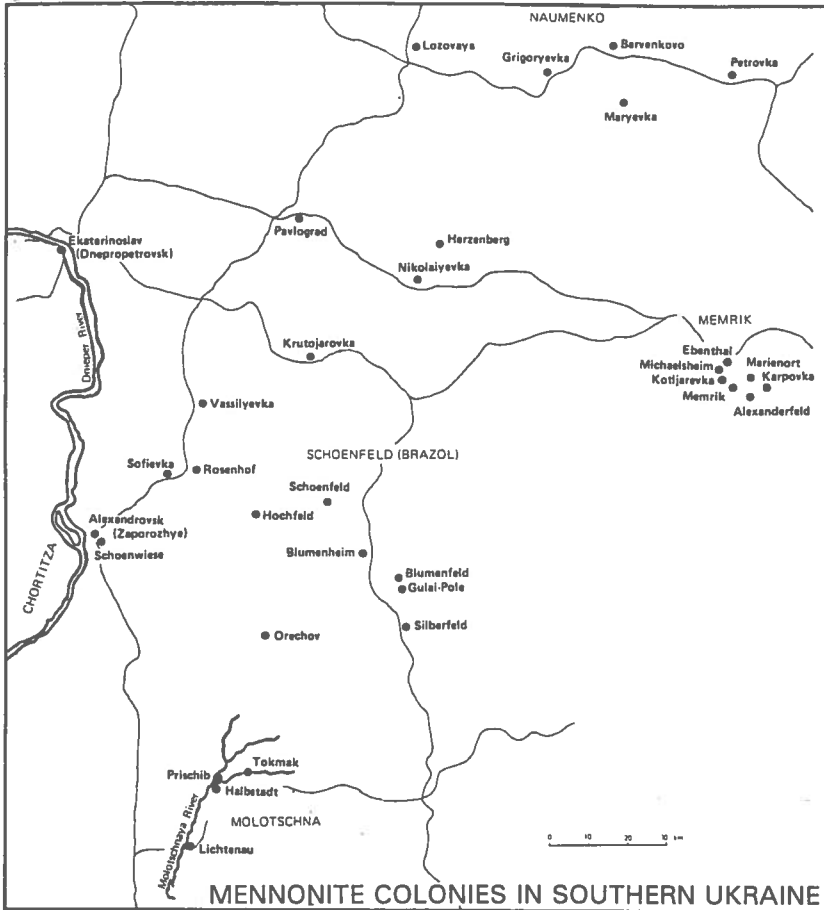 NAUMENKO
Lozovaya
Barvenkovo
Grigoryevka
Petrovka
Maryevka
Pavlograd
Ekaterinoslav
(Dnepropetrovsk)
Herzenberg
Nikolaiyevka
MEMRIK
Dnieper River
Krutojarovka
Ebenthal
Michaelsheim
Marienort
Kotljarevka
Karpovka
Memrik
Alexanderfeld
Vassilyevka
SCHOENFELD (BRAZOL)
Sofievka
Rosenhof
Schoenfeld
Hochfeld
Alexandrovsk
(Zaporozhye)
Schoenwiese
Blumenheim
CHORTITZA
Blumenfeld
Gulai-Pole
Silberfeld
Orechov
Tokmak
Prischib
Halbstadt
MOLOTSCHNA
Molotschnaya River
Lichtenau
0 10 20 30 km
MENNONITE COLONIES IN SOUTHERN UKRAINE